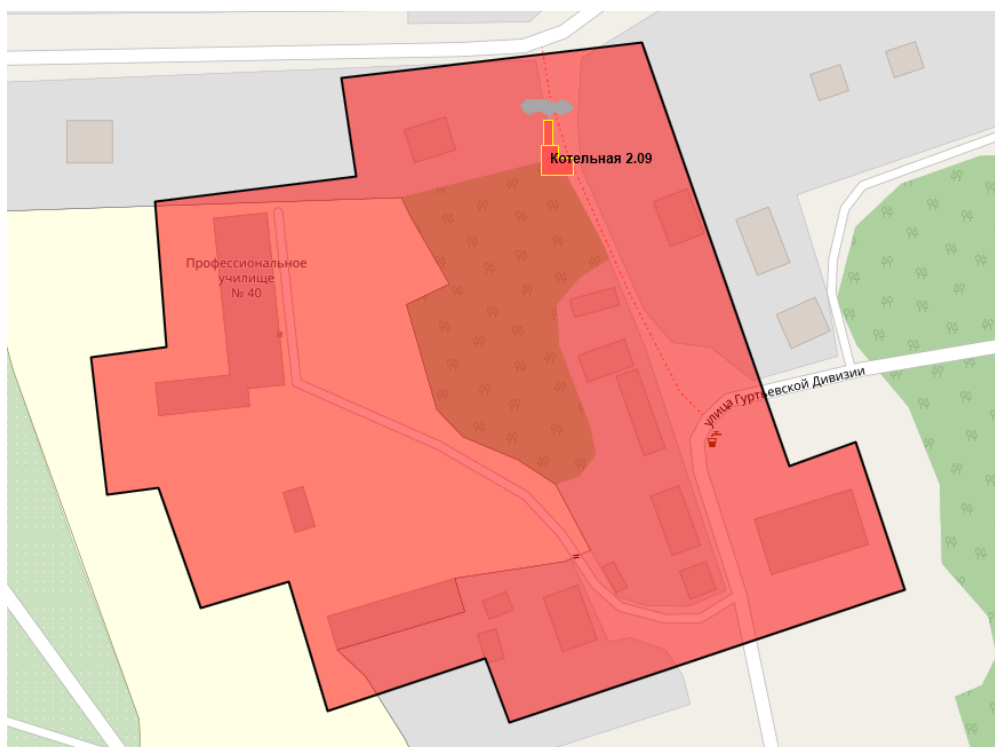 Котельная 2.09
Профессиональное
училище
№ 40
улица Гуртьевской Дивизии